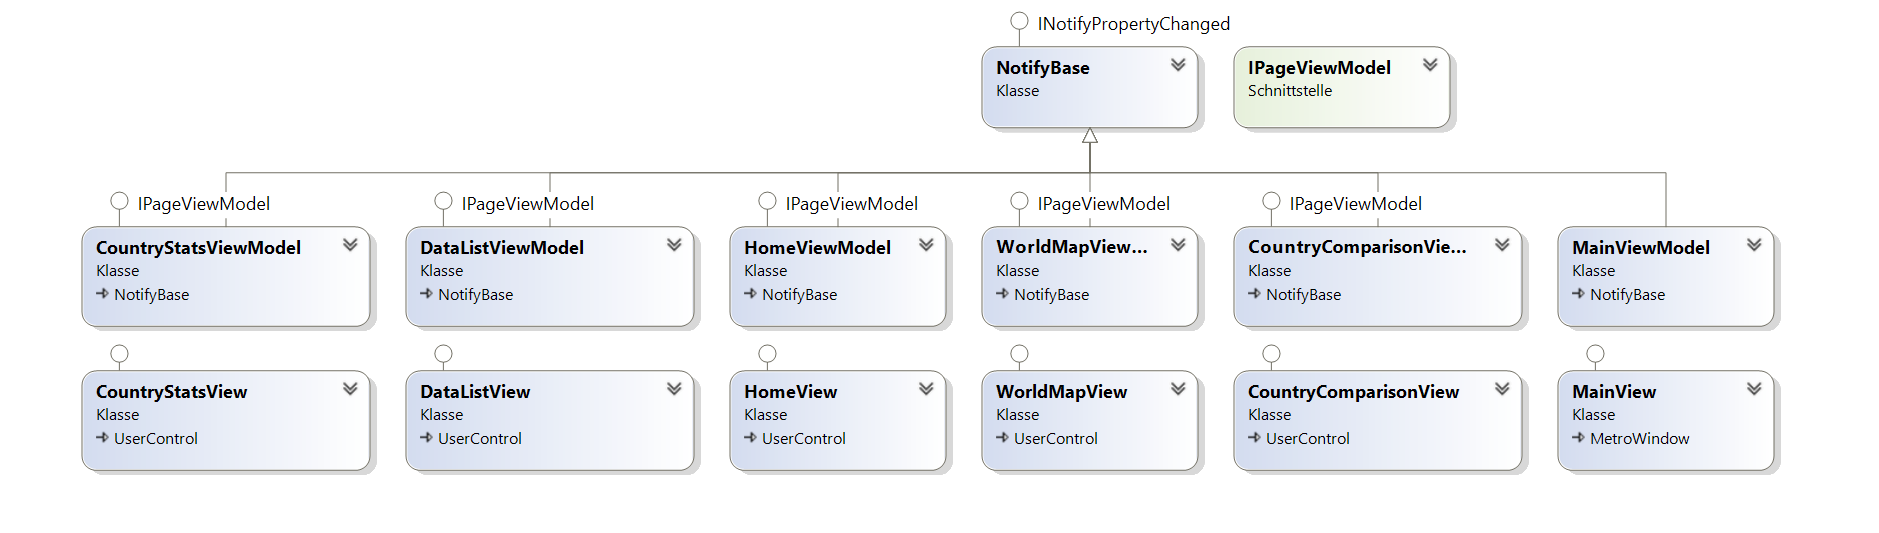 INotifyPropertyChanged
NotifyBase
Klasse
IPageViewModel
Schnittstelle
IPageViewModel
IPageViewModel
IPageViewModel
IPageViewModel
IPageViewModel
CountryStatsViewModel
Klasse
NotifyBase
DataListViewModel
Klasse
NotifyBase
HomeViewModel
Klasse
NotifyBase
WorldMapView...
Klasse
NotifyBase
CountryComparisonVie...
Klasse
NotifyBase
MainViewModel
Klasse
NotifyBase
CountryStatsView
Klasse
UserControl
DataListView
Klasse
UserControl
HomeView
Klasse
UserControl
WorldMapView
Klasse
UserControl
CountryComparisonView
Klasse
UserControl
MainView
Klasse
MetroWindow